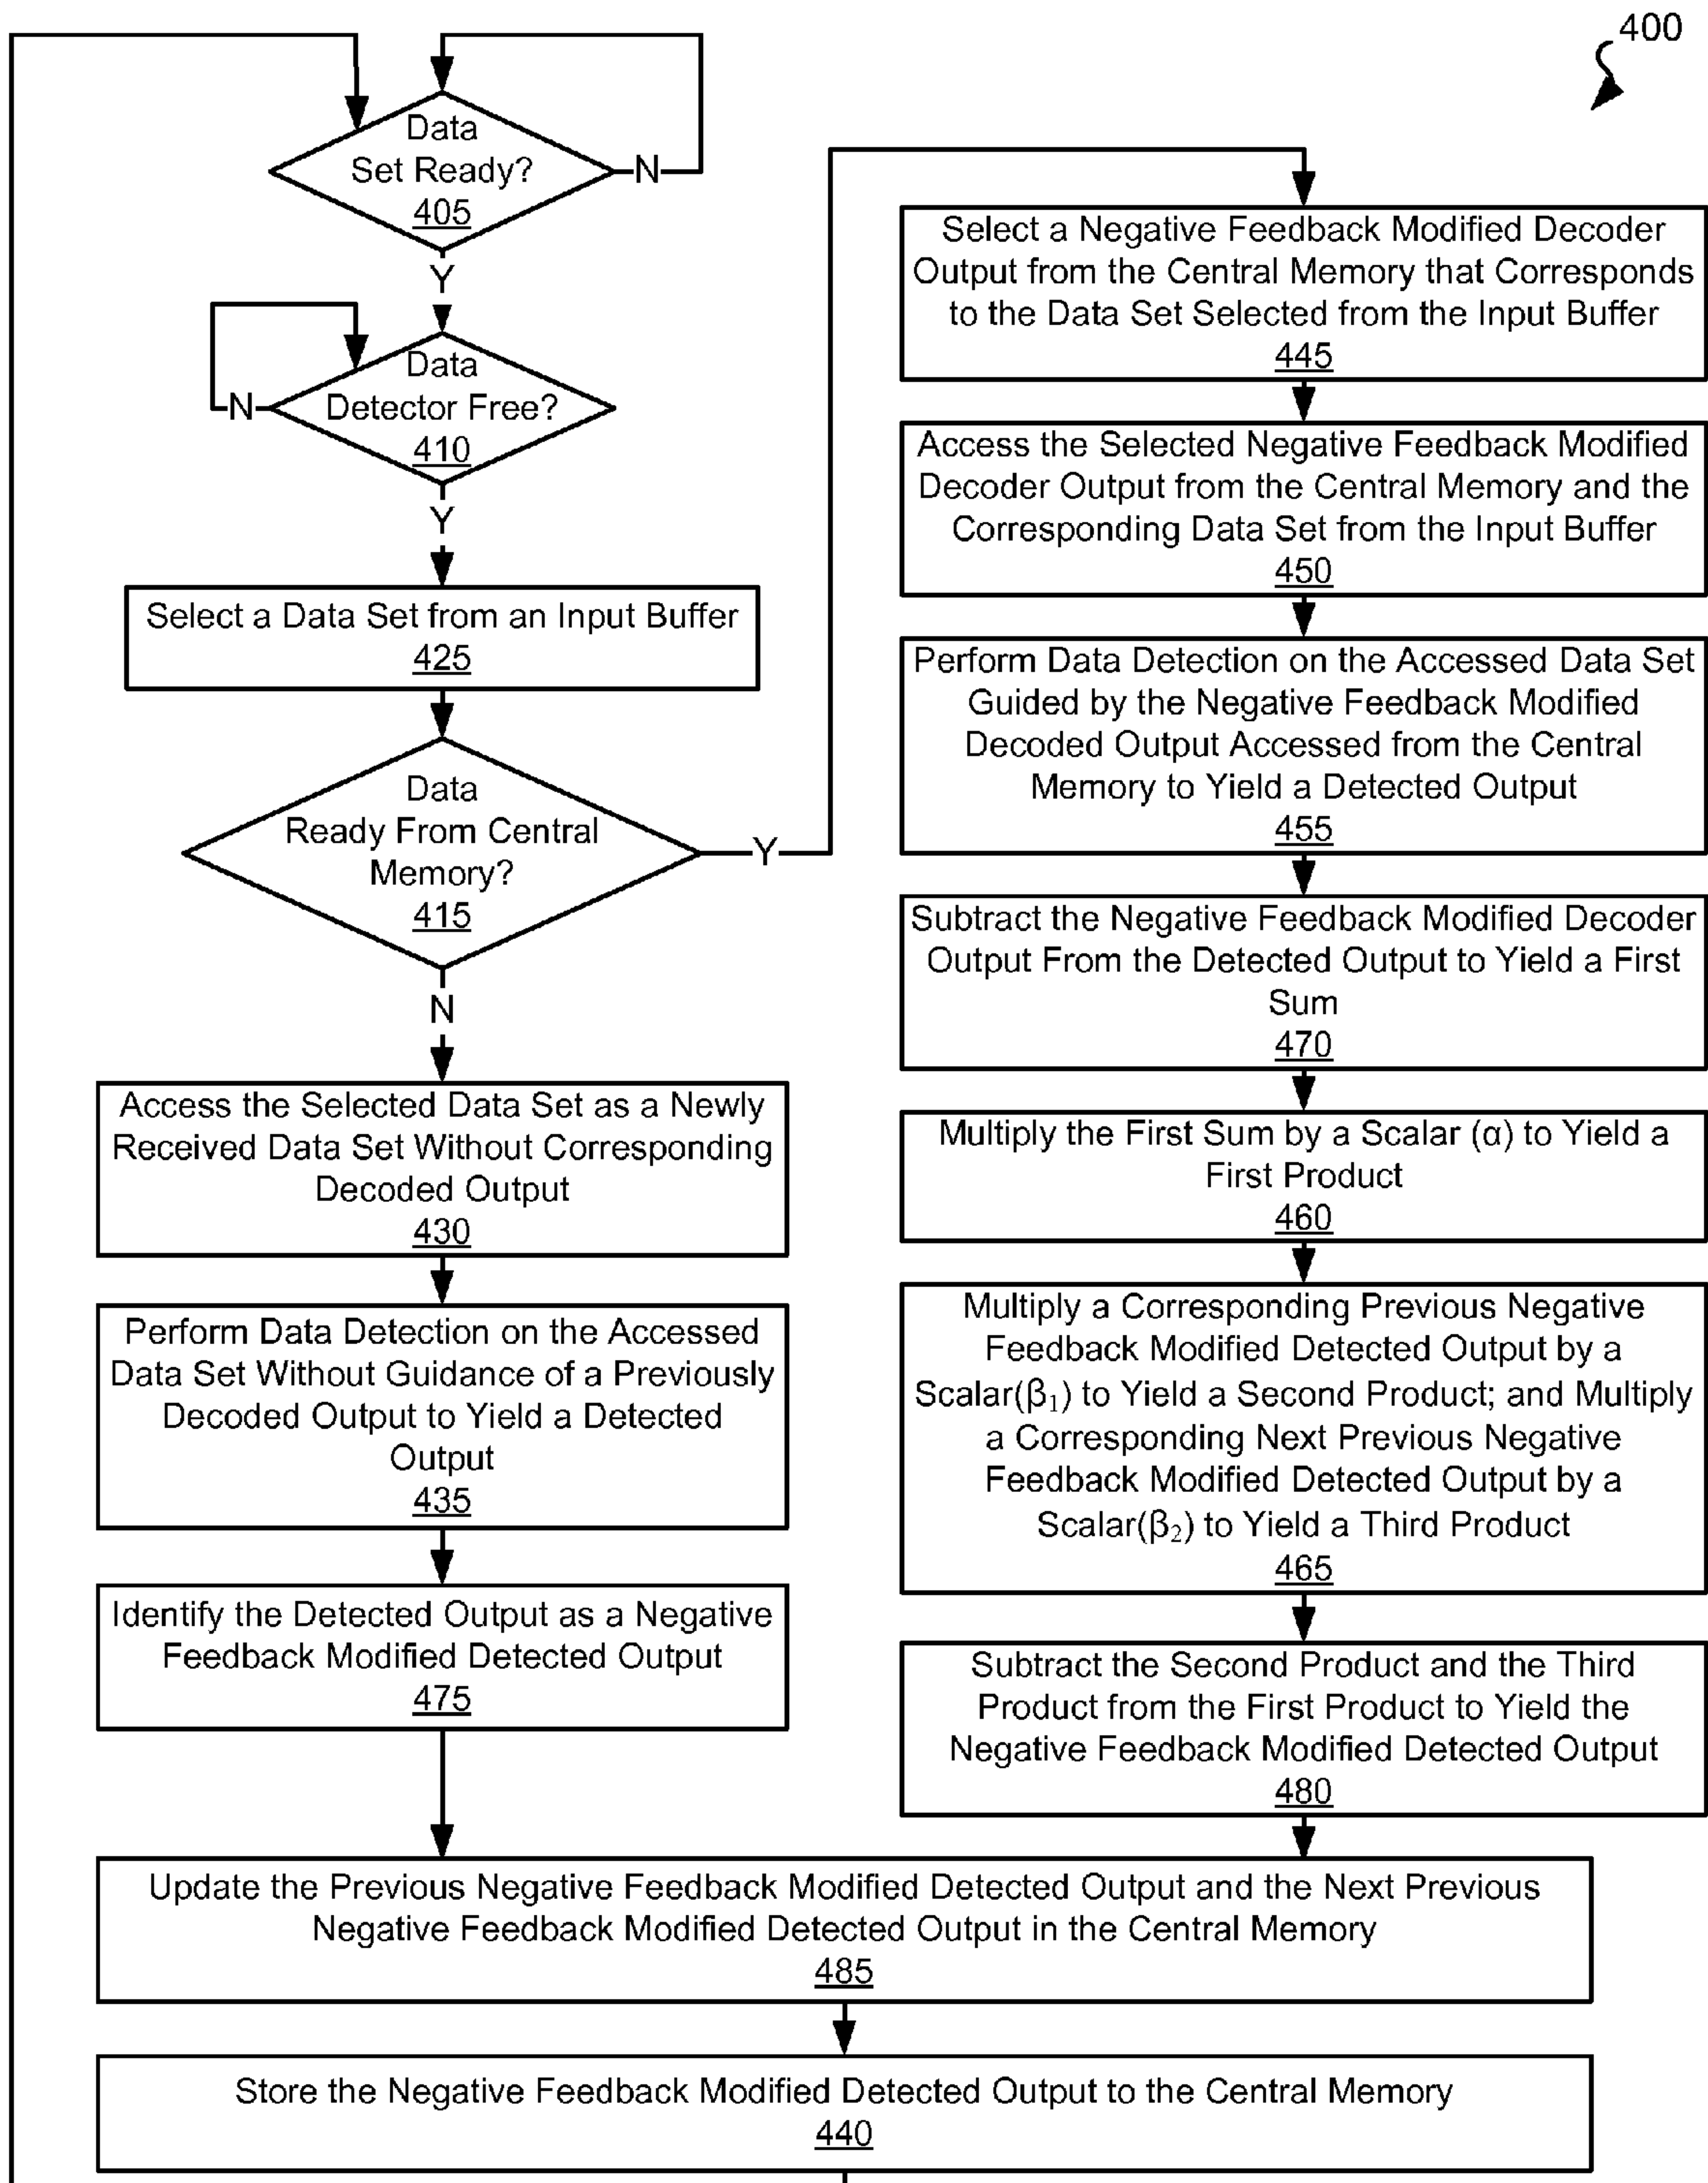 400
Data
Set Ready?
405
N
Y
Data
Detector Free?
410
N
Y
Select a Data Set from an Input Buffer
425
Data
Ready From Central
Memory?
415
Y
N
Access the Selected Data Set as a Newly
Received Data Set Without Corresponding
Decoded Output
430
Perform Data Detection on the Accessed
Data Set Without Guidance of a Previously
Decoded Output to Yield a Detected
Output
435
Identify the Detected Output as a Negative
Feedback Modified Detected Output
475
Select a Negative Feedback Modified Decoder
Output from the Central Memory that Corresponds
to the Data Set Selected from the Input Buffer
445
Access the Selected Negative Feedback Modified
Decoder Output from the Central Memory and the
Corresponding Data Set from the Input Buffer
450
Perform Data Detection on the Accessed Data Set
Guided by the Negative Feedback Modified
Decoded Output Accessed from the Central
Memory to Yield a Detected Output
455
Subtract the Negative Feedback Modified Decoder
Output From the Detected Output to Yield a First
Sum
470
Multiply the First Sum by a Scalar (α) to Yield a
First Product
460
Multiply a Corresponding Previous Negative
Feedback Modified Detected Output by a
Scalar(β₁) to Yield a Second Product; and Multiply
a Corresponding Next Previous Negative
Feedback Modified Detected Output by a
Scalar(β₂) to Yield a Third Product
465
Subtract the Second Product and the Third
Product from the First Product to Yield the
Negative Feedback Modified Detected Output
480
Update the Previous Negative Feedback Modified Detected Output and the Next Previous
Negative Feedback Modified Detected Output in the Central Memory
485
Store the Negative Feedback Modified Detected Output to the Central Memory
440